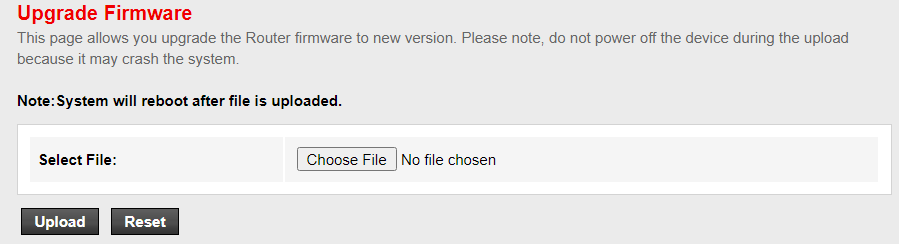 Upgrade Firmware
This page allows you upgrade the Router firmware to new version. Please note, do not power off the device during the upload
because it may crash the system.
Note:System will reboot after file is uploaded.
Select File: Choose File No file chosen
Upload Reset